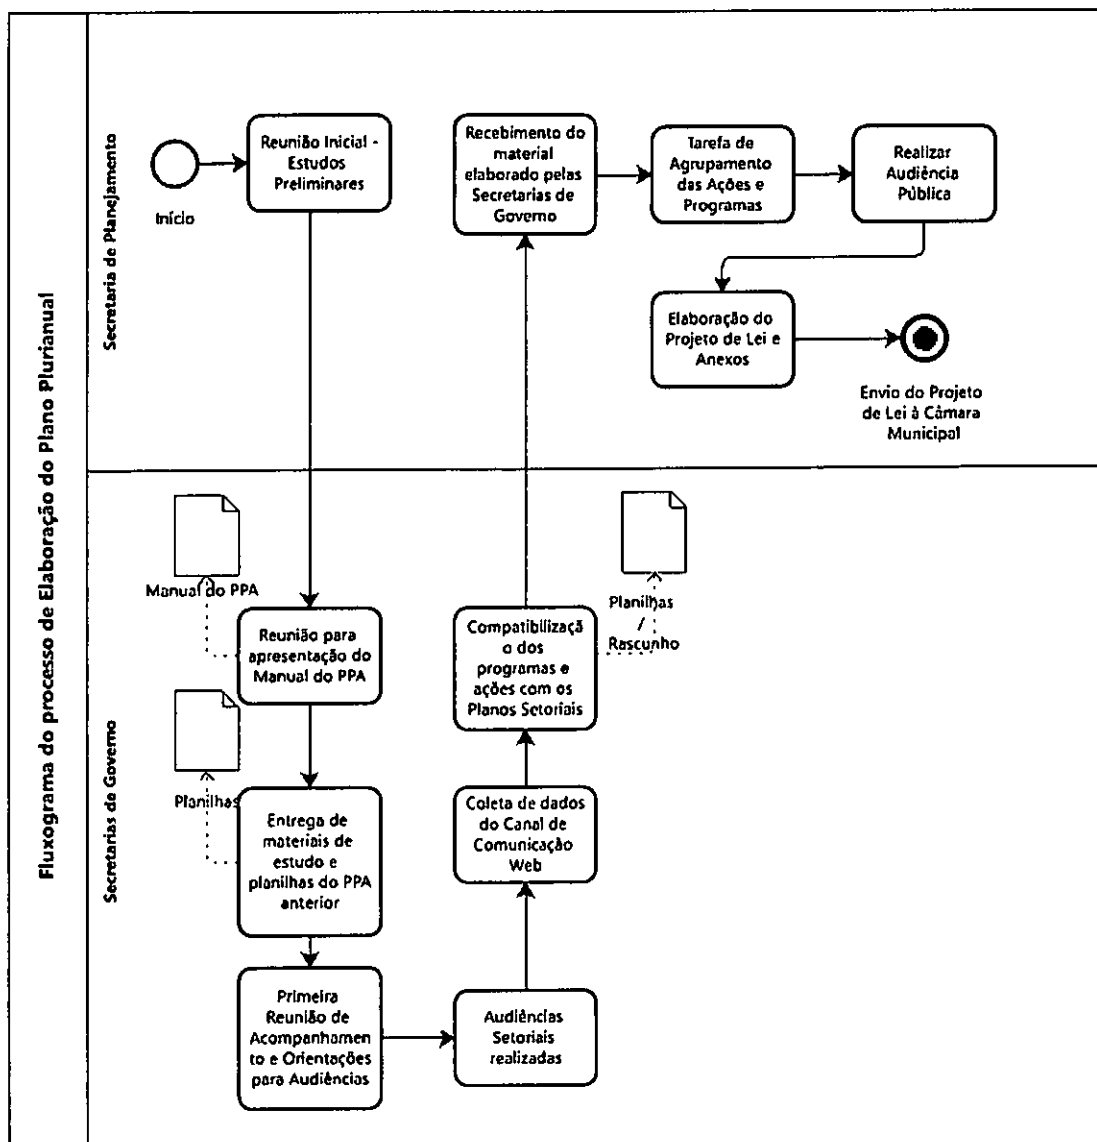 Fluxograma do processo de Elaboração do Plano Plurianual
Secretaria de Planejamento
Início
Reunião Inicial -
Estudos
Preliminares
Recebimento do
material
elaborado pelas
Secretarias de
Governo
Tarefa de
Agrupamento
das Ações e
Programas
Realizar
Audiência
Pública
Elaboração do
Projeto de Lei e
Anexos
Envio do Projeto
de Lei à Câmara
Municipal
Secretarias de Governo
Manual do PPA
Reunião para
apresentação do
Manual do PPA
Planilhas
Entrega de
materiais de
estudo e
planilhas do PPA
anterior
Primeira
Reunião de
Acompanhamen
to e Orientações
para Audiências
Audiências
Setoriais
realizadas
Coleta de dados
do Canal de
Comunicação
Web
Compatibilizaçã
o dos
programas e
ações com os
Planos Setoriais
Planilhas
/
Rascunho